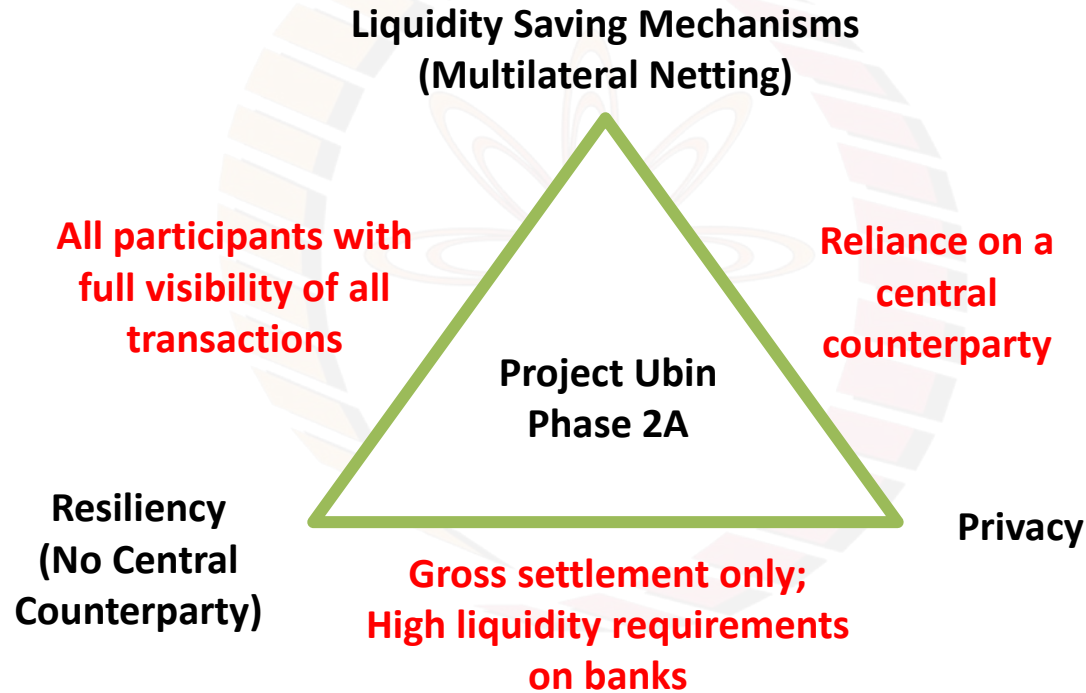 Liquidity Saving Mechanisms
(Multilateral Netting)
All participants with
full visibility of all
transactions
Reliance on a
central
counterparty
Project Ubin
Phase 2A
Resiliency
(No Central
Counterparty)
Privacy
Gross settlement only;
High liquidity requirements
on banks